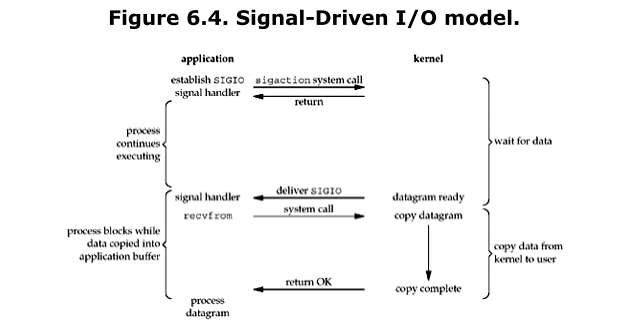 Figure 6.4. Signal-Driven I/O model.
application
kernel
establish SIGIO
sigaction system call
signal handler
return
process
continues
executing
wait for data
signal handler
deliver SIGIO
datagram ready
recvfrom
system call
copy datagram
process blocks while
data copied into
application buffer
copy data from
kernel to user
return OK
copy complete
process
datagram